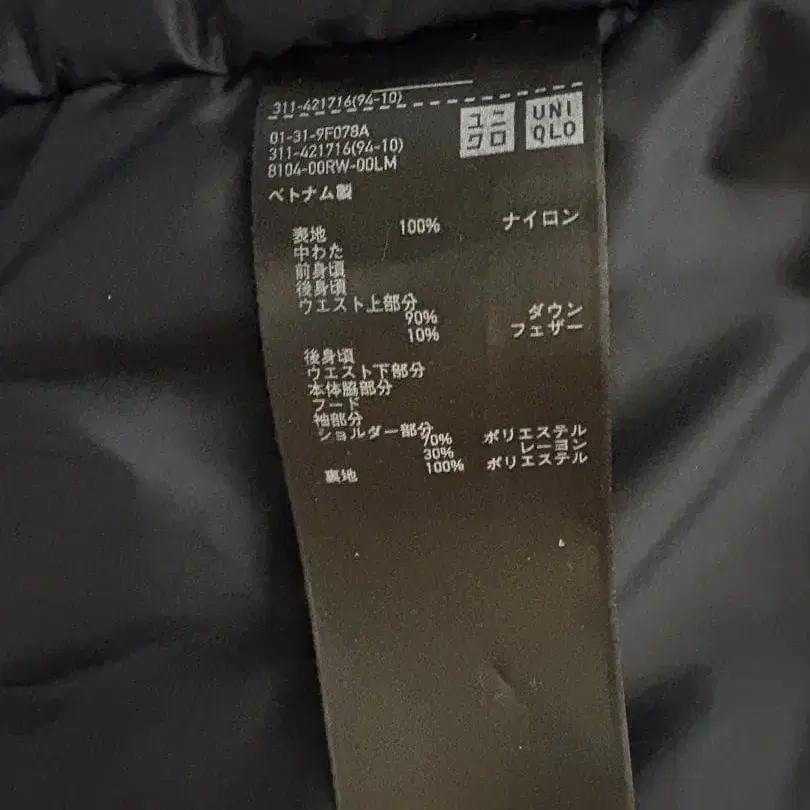 311-421716(94-10)
ユニ
クロ
UNI
QLO
01-31-9F078A
311-421716(94-10)
8104-00RW-00LM
ベトナム製
表地 100% ナイロン
中わた
前身頃
後身頃
ウエスト上部分
90% ダウン
10% フェザー
後身頃
ウエスト下部分
本体脇部分
フード
袖部分
ショルダー部分
70% ポリエステル
30% レーヨン
裏地 100% ポリエステル